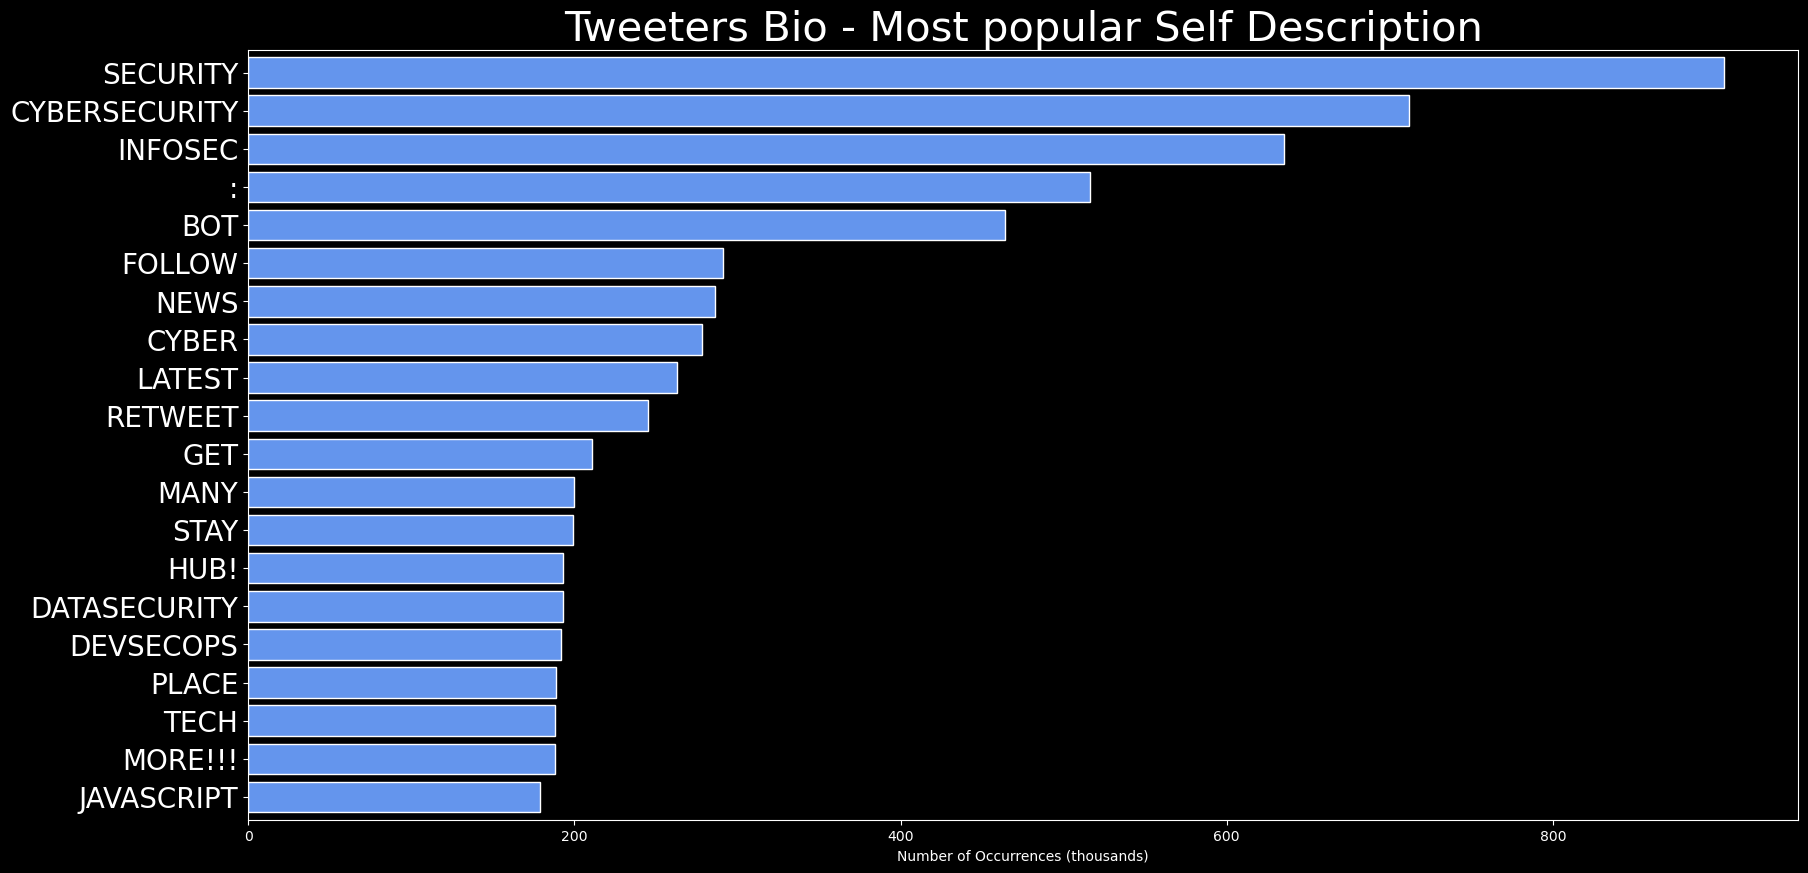 Tweeters Bio - Most popular Self Description
SECURITY
CYBERSECURITY
INFOSEC
:
BOT
FOLLOW
NEWS
CYBER
LATEST
RETWEET
GET
MANY
STAY
HUB!
DATASECURITY
DEVSECOPS
PLACE
TECH
MORE!!!
JAVASCRIPT
0 200 400 600 800
Number of Occurrences (thousands)